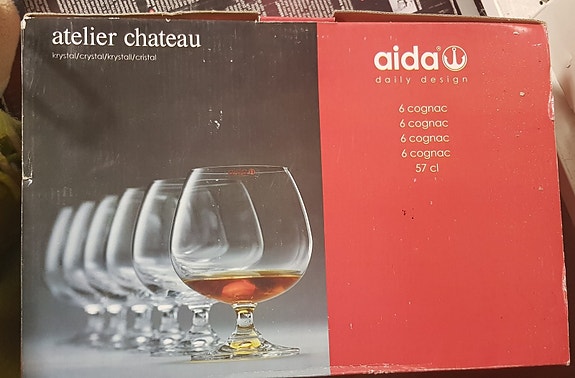 atelier chateau
krystal/crystal/krystall/cristal
aida®
daily design
6 cognac
6 cognac
6 cognac
6 cognac
57 cl